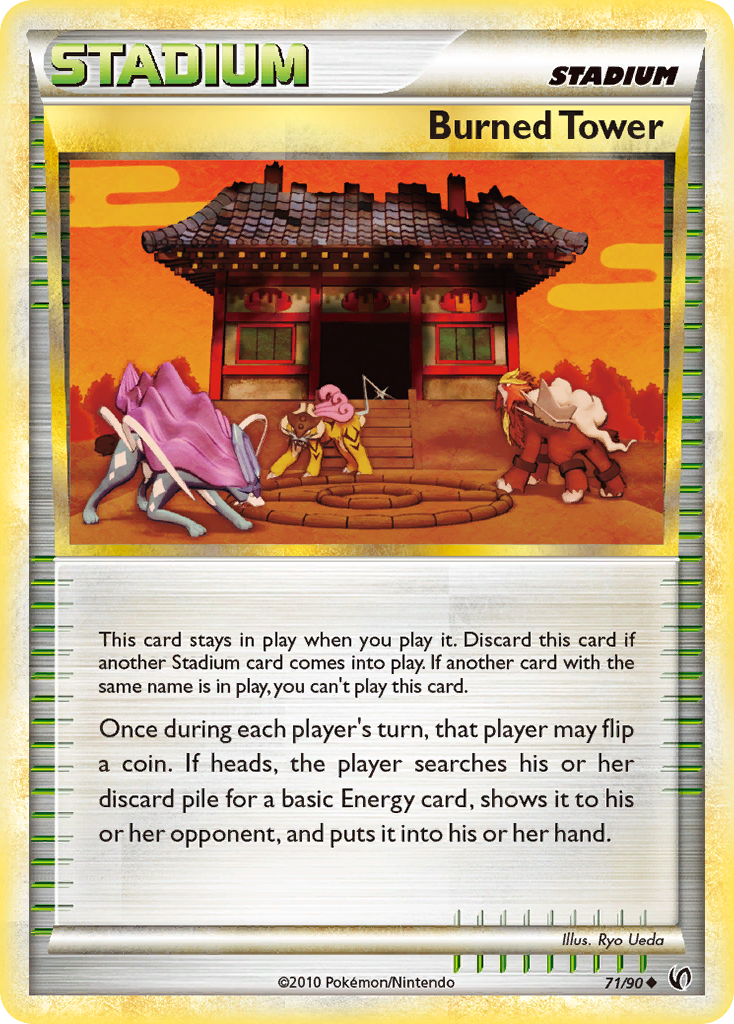 STADIUM
STADIUM
Burned Tower
This card stays in play when you play it. Discard this card if
another Stadium card comes into play. If another card with the
same name is in play, you can't play this card.
Once during each player's turn, that player may flip
a coin. If heads, the player searches his or her
discard pile for a basic Energy card, shows it to his
or her opponent, and puts it into his or her hand.
Illus. Ryo Ueda
©2010 Pokémon/Nintendo
71/90 ◆